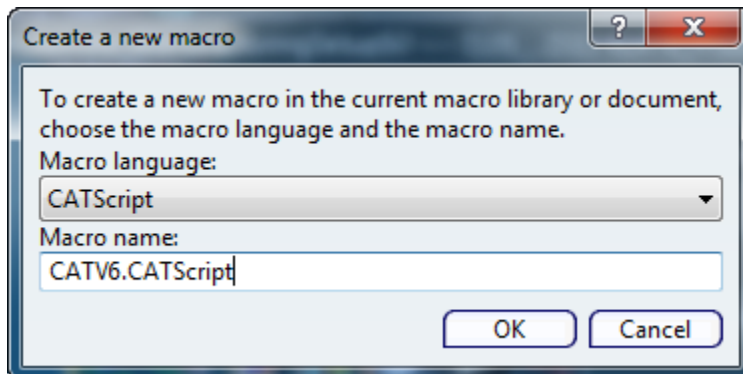 Create a new macro
To create a new macro in the current macro library or document,
choose the macro language and the macro name.
Macro language:
CATScript
Macro name:
CATV6.CATScript
OK Cancel